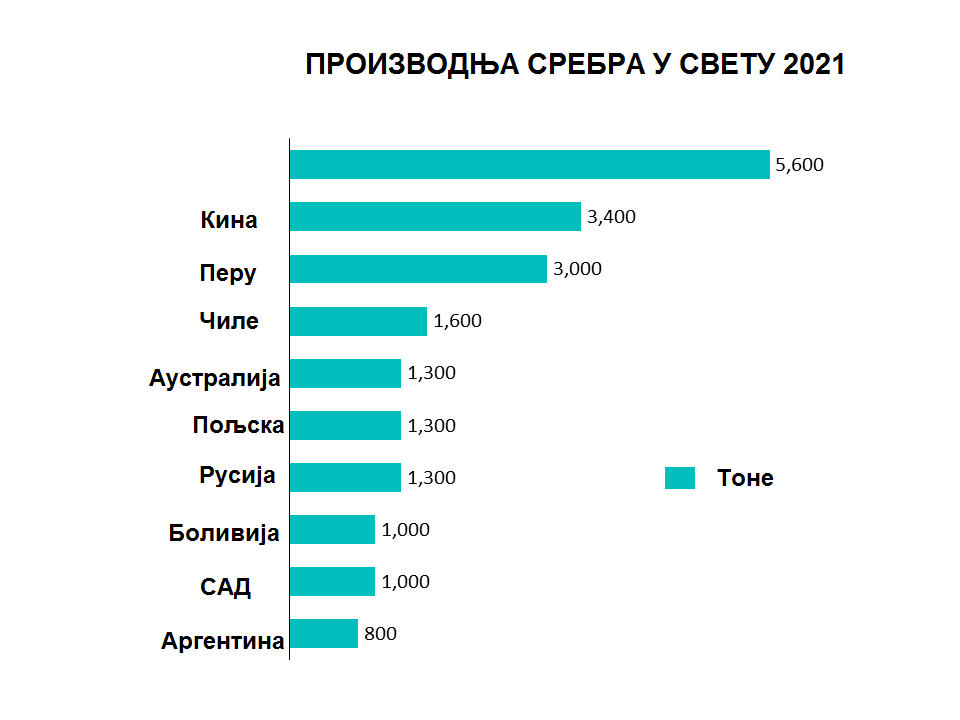 ПРОИЗВОДЊА СРЕБРА У СВЕТУ 2021
5,600
Кина 3,400
Перу 3,000
Чиле 1,600
Аустралија 1,300
Пољска 1,300
Русија 1,300
Тоне
Боливија 1,000
САД 1,000
Аргентина 800